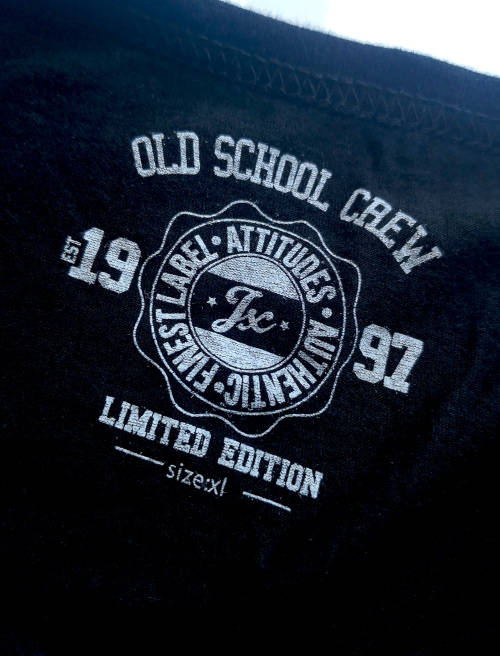 OLD SCHOOL CREW
EST 19 97
FINEST LABEL • ATTITUDES • AUTHENTIC •
Jx
LIMITED EDITION
size:xl